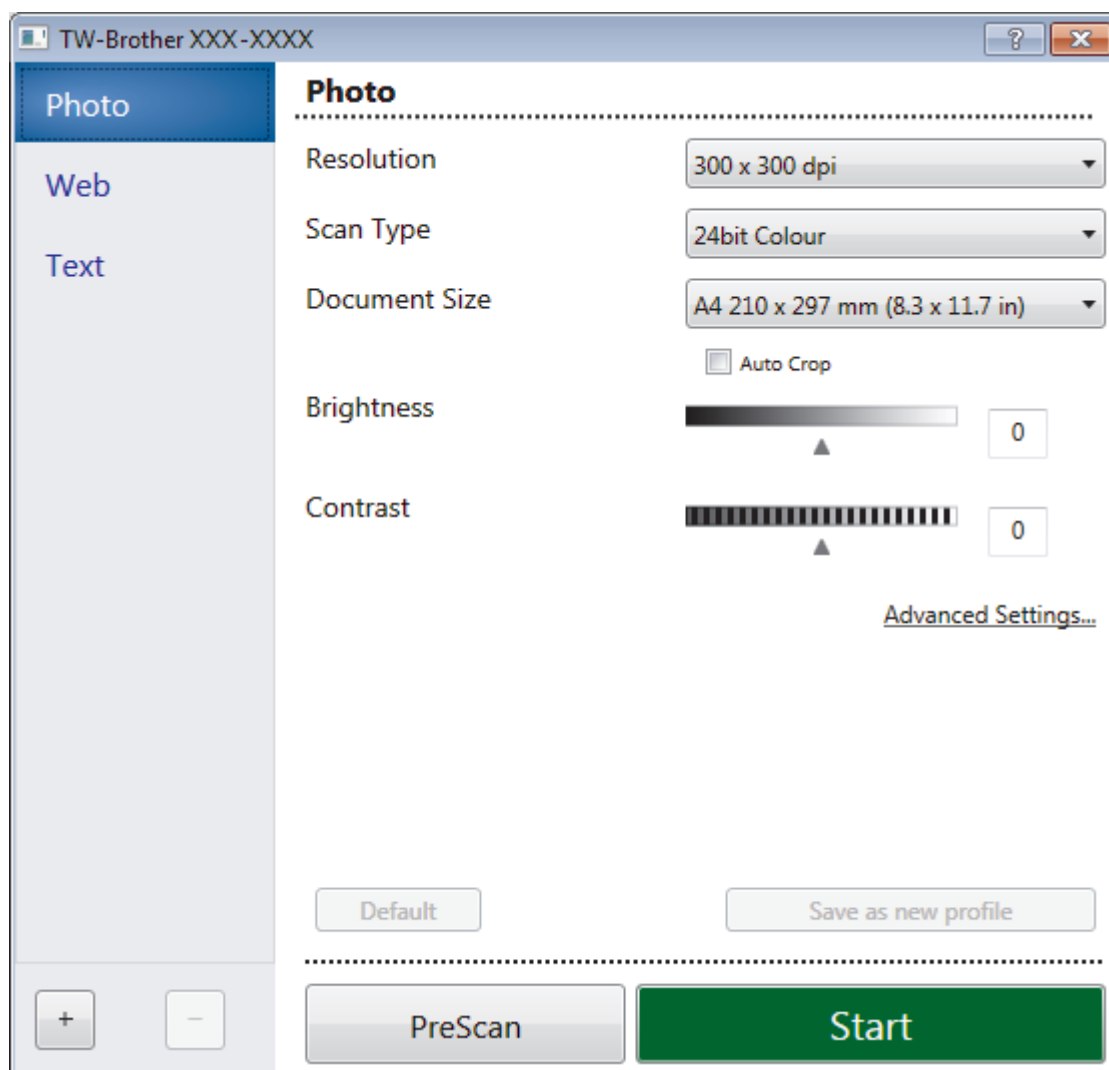 TW-Brother XXX-XXXX
?
Photo
Web
Text
Photo
Resolution
300 x 300 dpi
Scan Type
24bit Colour
Document Size
A4 210 x 297 mm (8.3 x 11.7 in)
Auto Crop
Brightness
0
Contrast
0
Advanced Settings...
Default
Save as new profile
+
−
PreScan
Start